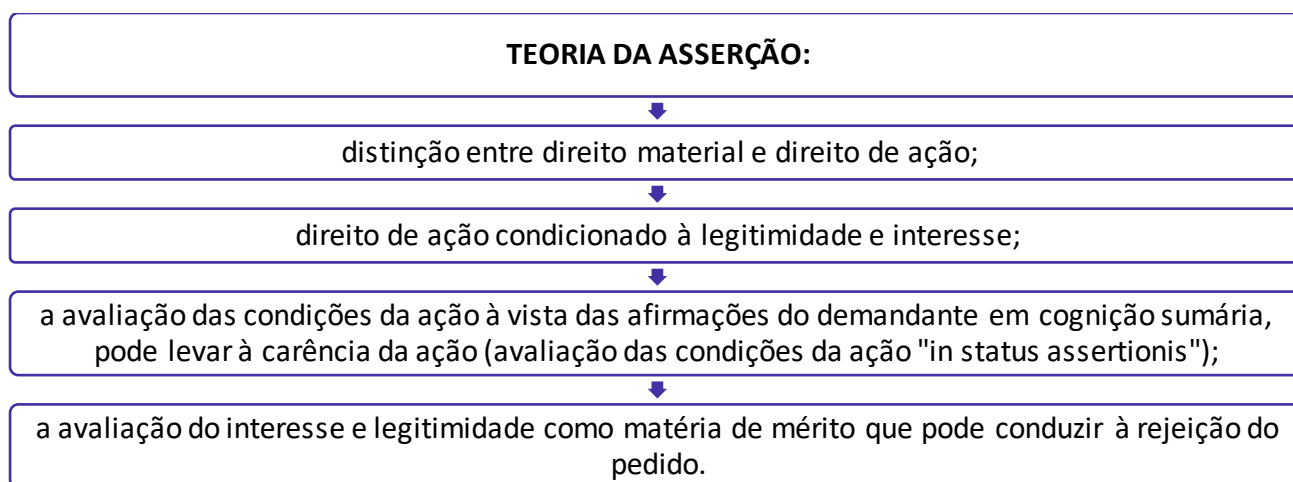 TEORIA DA ASSERÇÃO:
distinção entre direito material e direito de ação;
direito de ação condicionado à legitimidade e interesse;
a avaliação das condições da ação à vista das afirmações do demandante em cognição sumária,
pode levar à carência da ação (avaliação das condições da ação "in status assertionis");
a avaliação do interesse e legitimidade como matéria de mérito que pode conduzir à rejeição do
pedido.